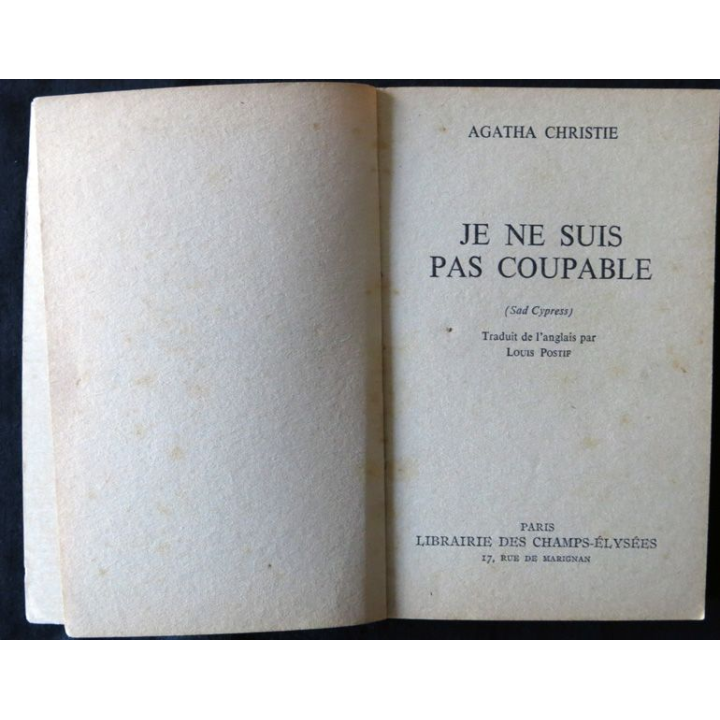 AGATHA CHRISTIE
JE NE SUIS
PAS COUPABLE
(Sad Cypress)
Traduit de l'anglais par
LOUIS POSTIF
PARIS
LIBRAIRIE DES CHAMPS-ÉLYSÉES
17, RUE DE MARIGNAN